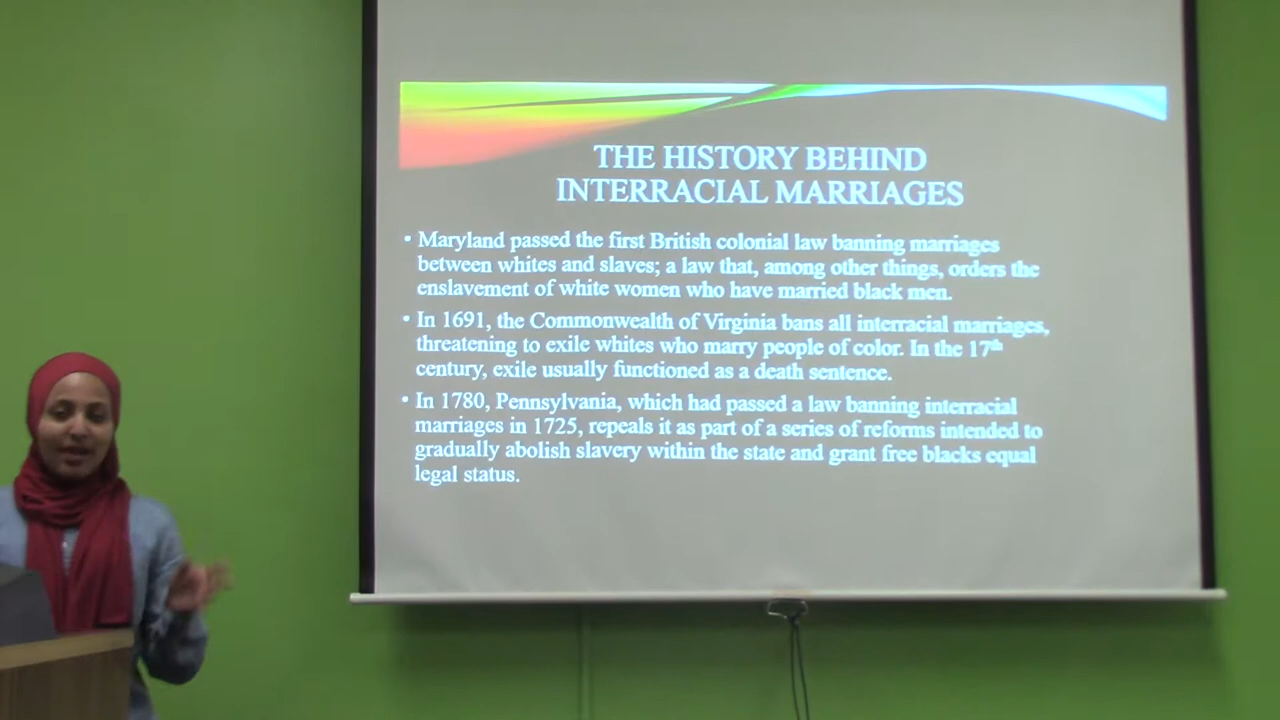 THE HISTORY BEHIND
INTERRACIAL MARRIAGES
• Maryland passed the first British colonial law banning marriages
between whites and slaves; a law that, among other things, orders the
enslavement of white women who have married black men.
• In 1691, the Commonwealth of Virginia bans all interracial marriages,
threatening to exile whites who marry people of color. In the 17th
century, exile usually functioned as a death sentence.
• In 1780, Pennsylvania, which had passed a law banning interracial
marriages in 1725, repeals it as part of a series of reforms intended to
gradually abolish slavery within the state and grant free blacks equal
legal status.